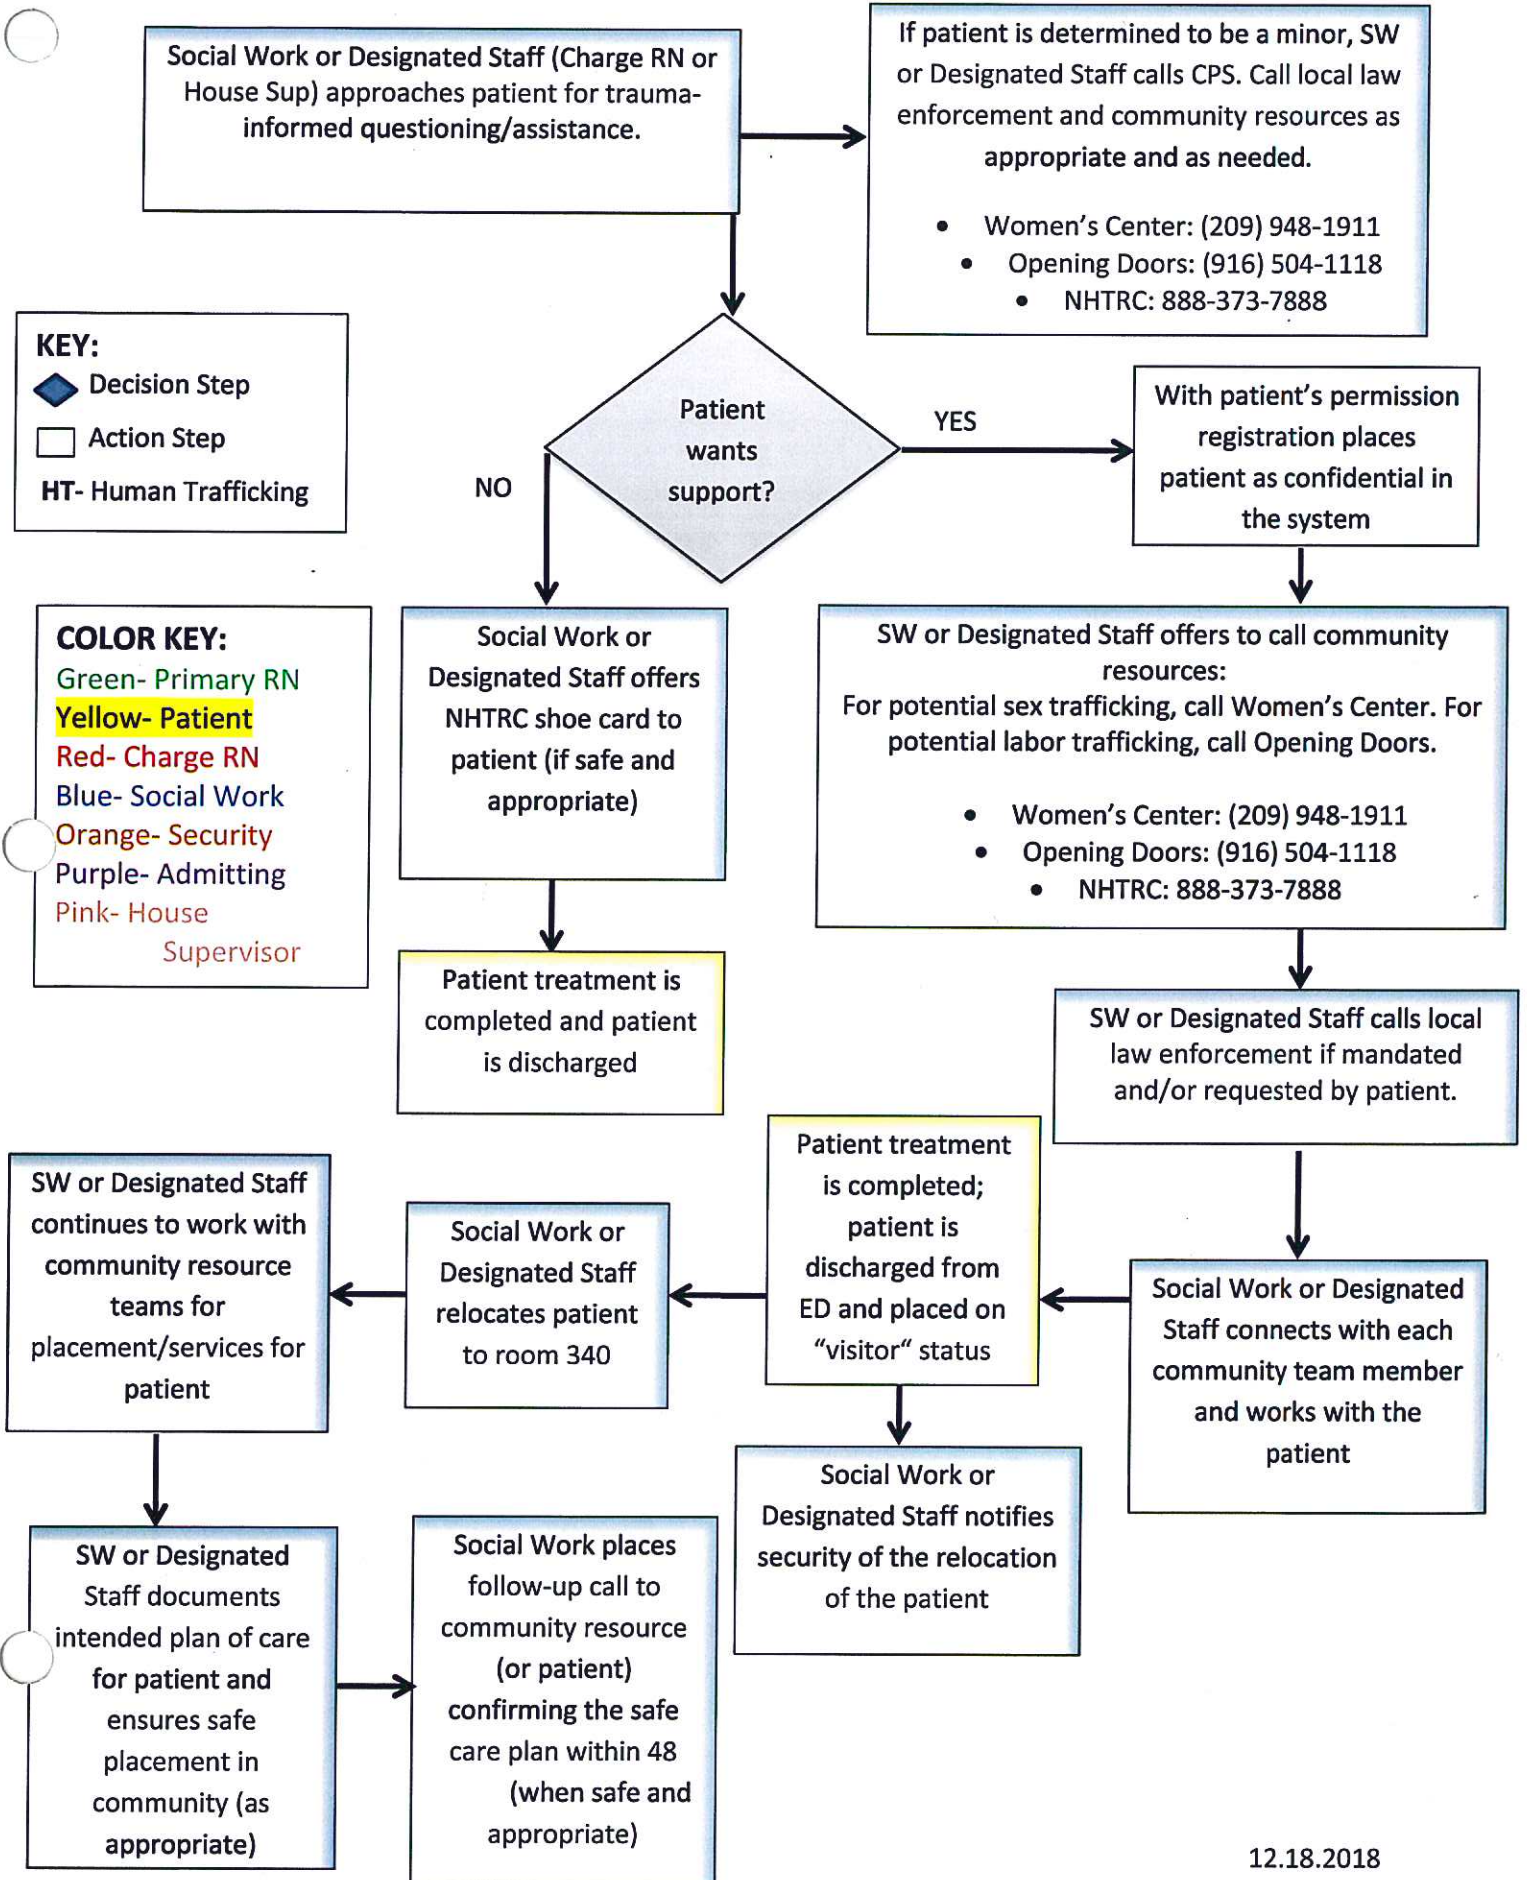 Social Work or Designated Staff (Charge RN or
House Sup) approaches patient for trauma-
informed questioning/assistance.
If patient is determined to be a minor, SW
or Designated Staff calls CPS. Call local law
enforcement and community resources as
appropriate and as needed.
• Women's Center: (209) 948-1911
• Opening Doors: (916) 504-1118
• NHTRC: 888-373-7888
KEY:
Decision Step
Action Step
HT- Human Trafficking
Patient
wants
support?
YES
NO
With patient's permission
registration places
patient as confidential in
the system
COLOR KEY:
Green- Primary RN
Yellow- Patient
Red- Charge RN
Blue- Social Work
Orange- Security
Purple- Admitting
Pink- House
Supervisor
Social Work or
Designated Staff offers
NHTRC shoe card to
patient (if safe and
appropriate)
SW or Designated Staff offers to call community
resources:
For potential sex trafficking, call Women's Center. For
potential labor trafficking, call Opening Doors.
• Women's Center: (209) 948-1911
• Opening Doors: (916) 504-1118
• NHTRC: 888-373-7888
Patient treatment is
completed and patient
is discharged
SW or Designated Staff calls local
law enforcement if mandated
and/or requested by patient.
Social Work or Designated
Staff connects with each
community team member
and works with the
patient
Patient treatment
is completed;
patient is
discharged from
ED and placed on
“visitor“ status
Social Work or
Designated Staff
relocates patient
to room 340
SW or Designated Staff
continues to work with
community resource
teams for
placement/services for
patient
Social Work or
Designated Staff notifies
security of the relocation
of the patient
SW or Designated
Staff documents
intended plan of care
for patient and
ensures safe
placement in
community (as
appropriate)
Social Work places
follow-up call to
community resource
(or patient)
confirming the safe
care plan within 48
(when safe and
appropriate)
12.18.2018